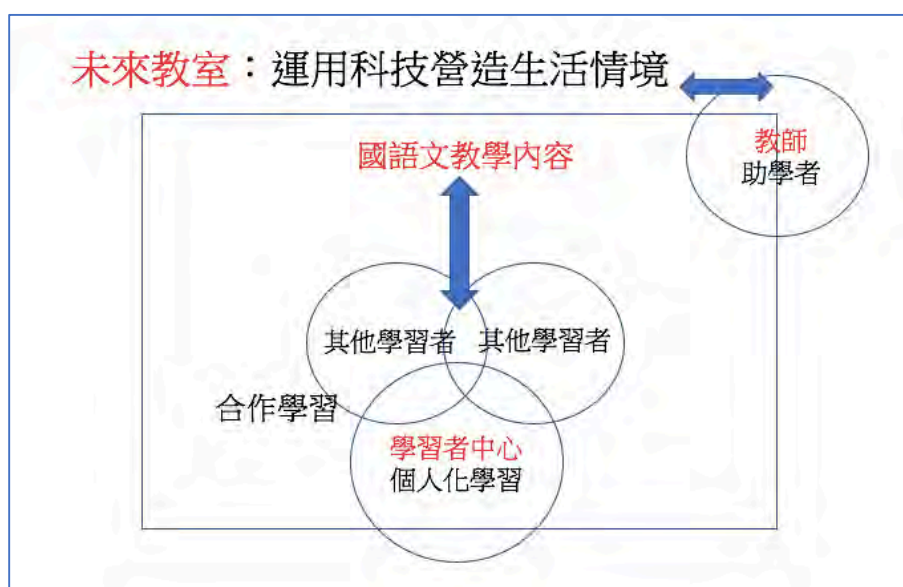 未來教室：運用科技營造生活情境
教師
助學者
國語文教學內容
其他學習者
其他學習者
合作學習
學習者中心
個人化學習